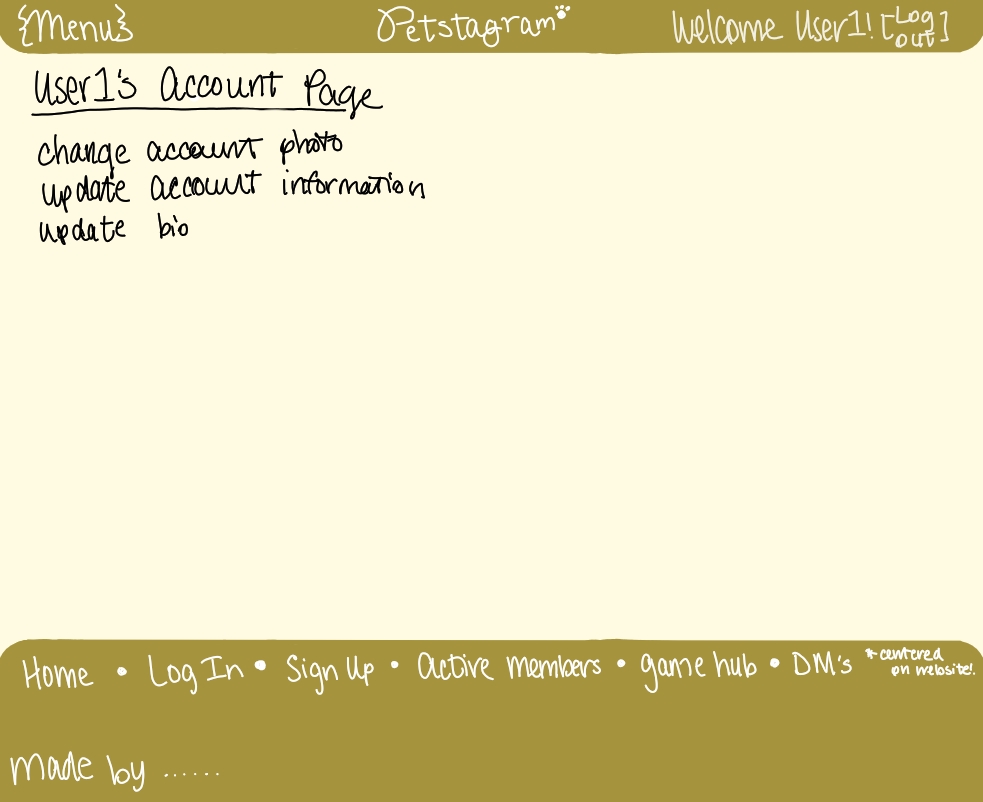 {Menu} Petstagram Welcome User1! [Log out]
User1's Account Page
change account photo
update account information
update bio
Home • Log In • Sign Up • Active members • game hub • DM's *centered on website!
Made by ......